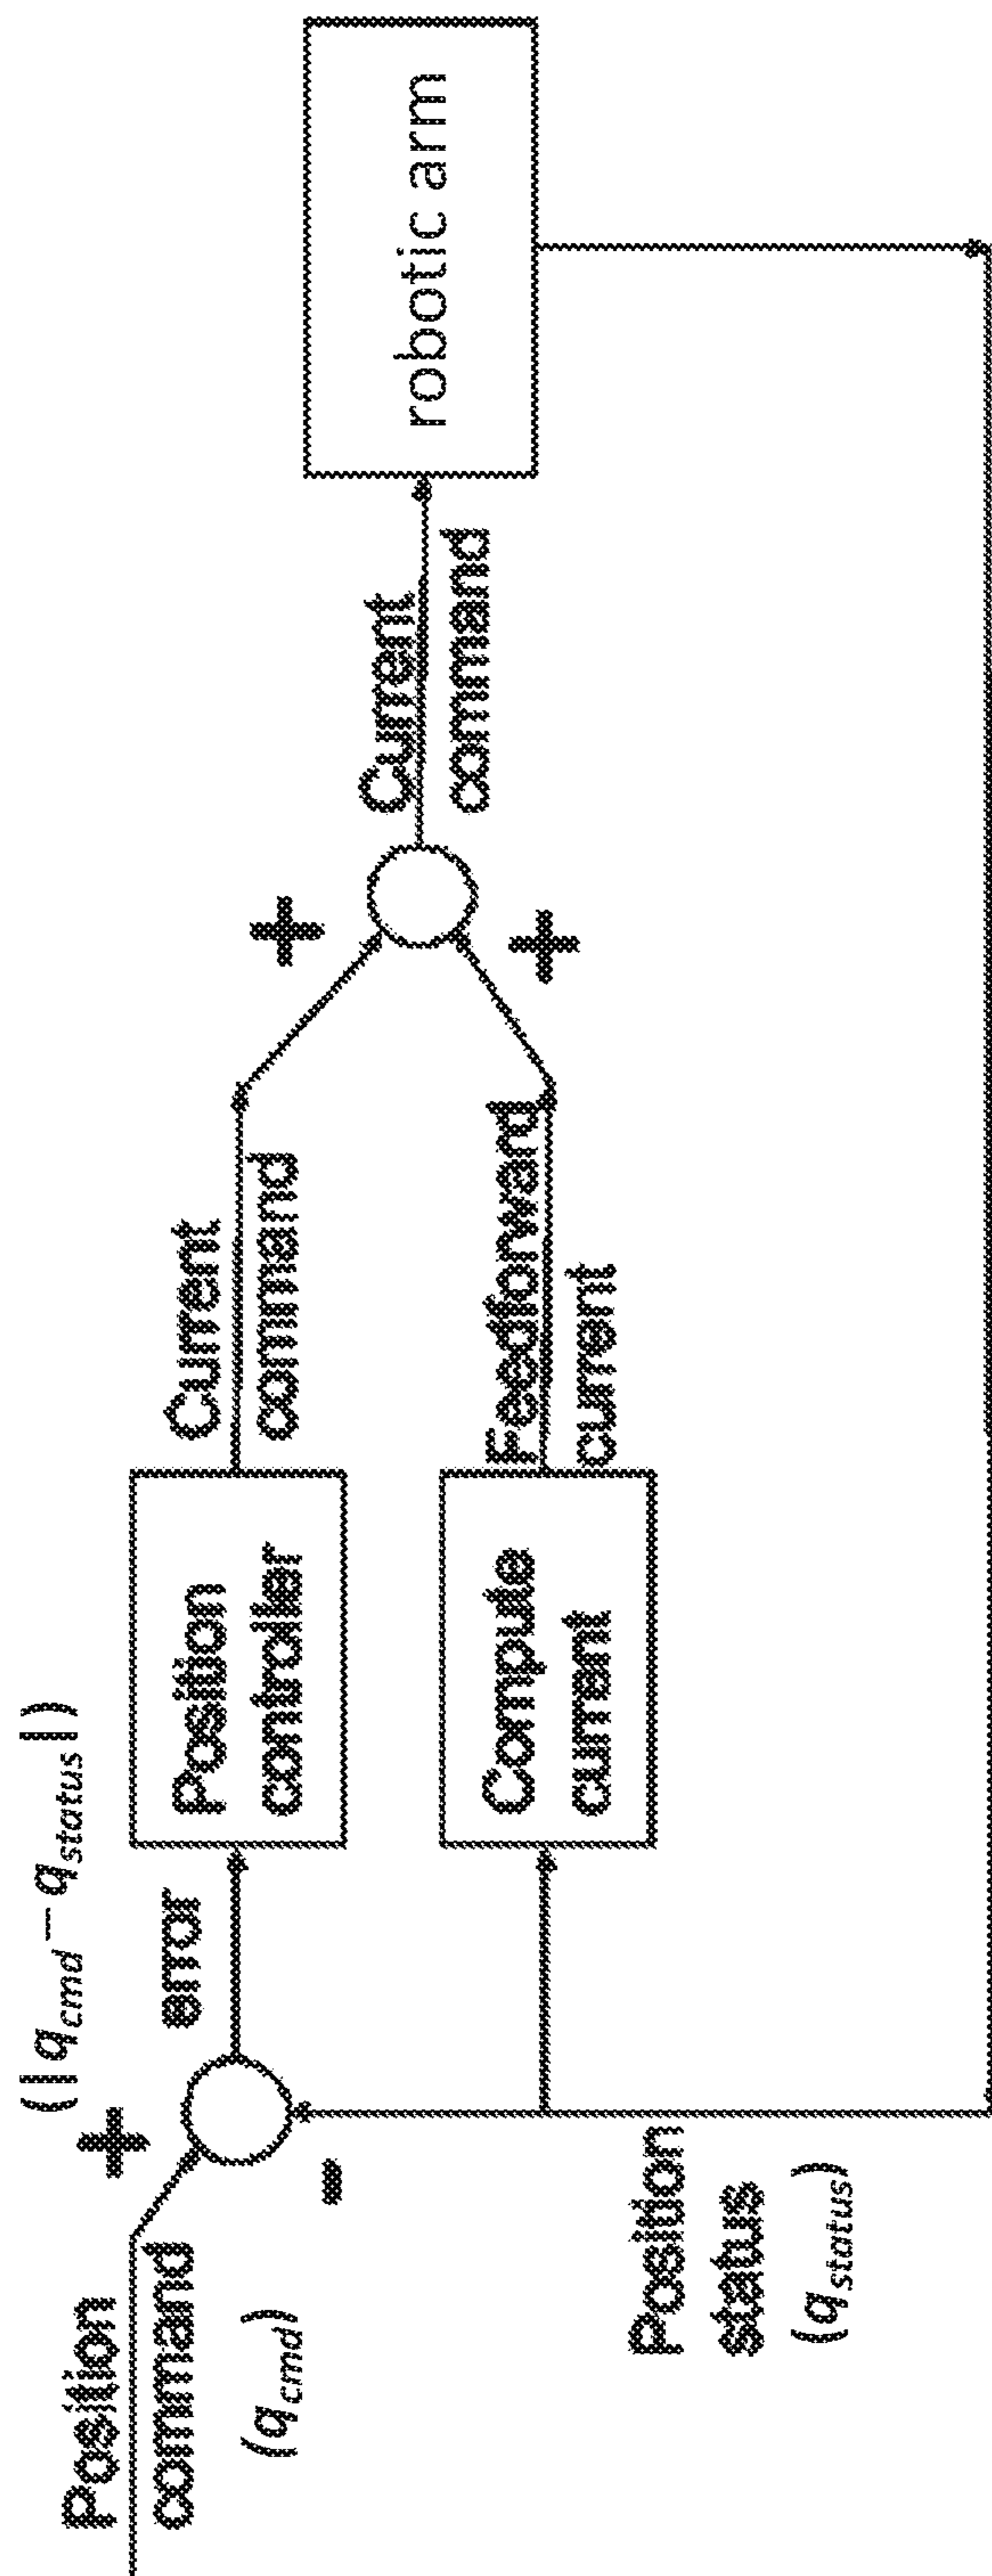 Position
command
(q_cmd)
+
-
(|q_cmd − q_status|)
error
Position
status
(q_status)
Position
controller
Compute
current
Current
command
Feedforward
current
+
+
Current
command
robotic arm